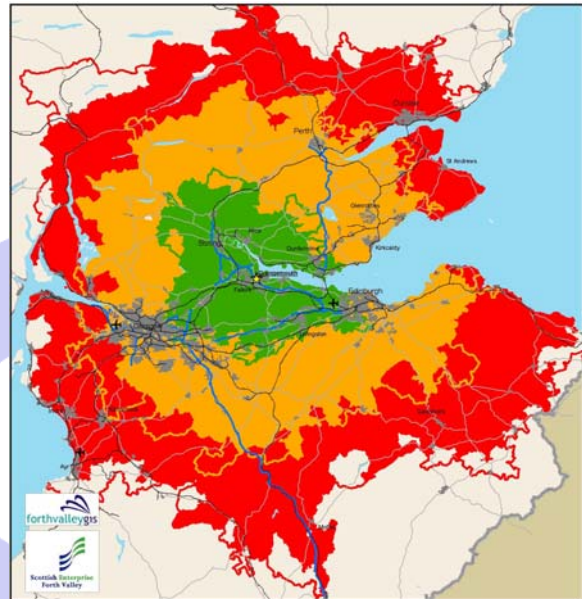 Dundee
Perth
St Andrews
Glenrothes
Stirling
Alloa
Dunfermline
Kirkcaldy
Grangemouth
Falkirk
Edinburgh
Livingston
Glasgow
Galashiels
Ayr
forthvalleygis
Scottish Enterprise
Forth Valley